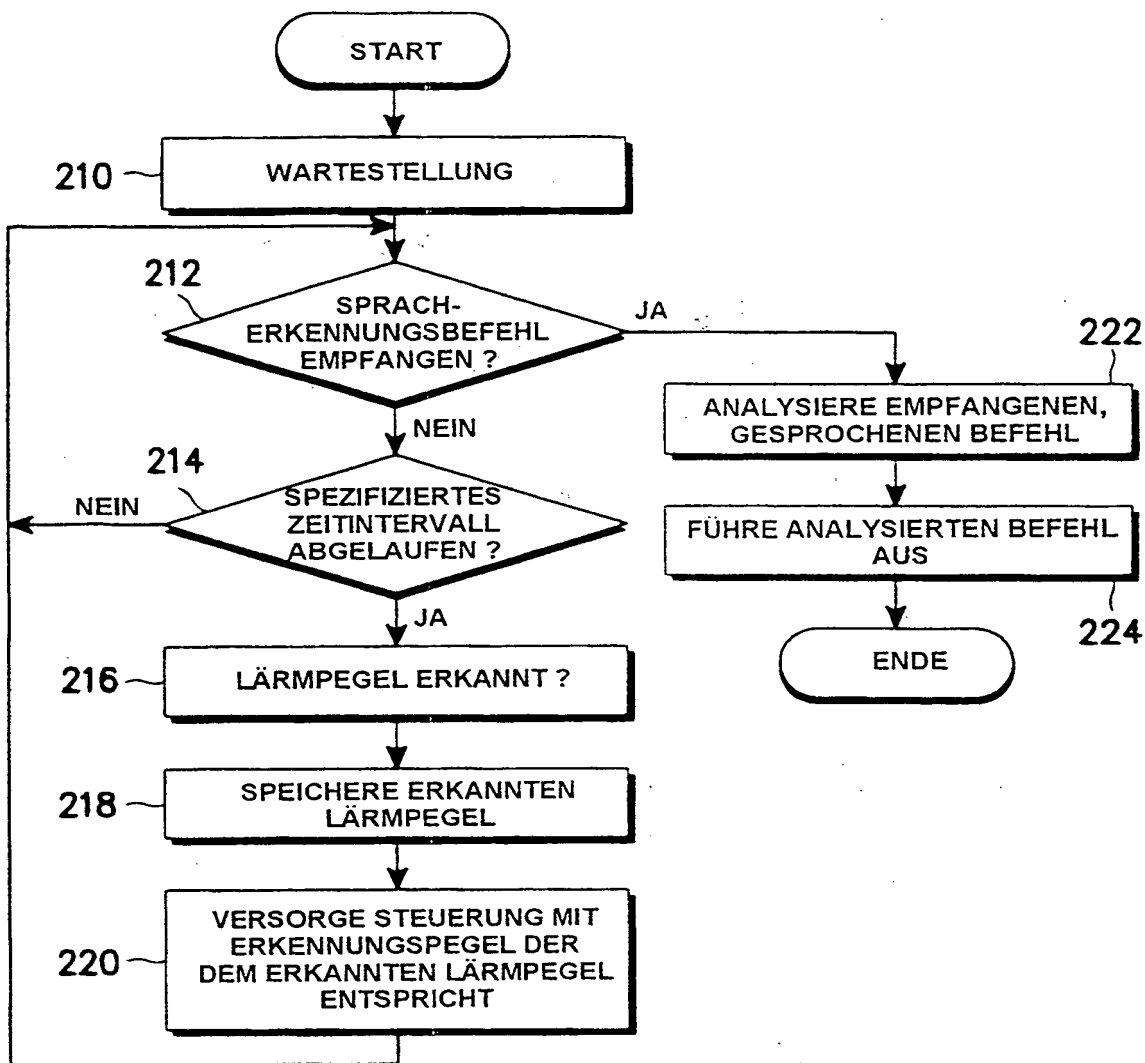 START
210
WARTESTELLUNG
212
SPRACH-
ERKENNUNGSBEFEHL
EMPFANGEN ?
JA
NEIN
222
ANALYSIERE EMPFANGENEN,
GESPROCHENEN BEFEHL
214
NEIN
SPEZIFIZIERTES
ZEITINTERVALL
ABGELAUFEN ?
JA
FÜHRE ANALYSIERTEN BEFEHL
AUS
224
ENDE
216
LÄRMPEGEL ERKANNT ?
218
SPEICHERE ERKANNTEN
LÄRMPEGEL
220
VERSORGE STEUERUNG MIT
ERKENNUNGSPEGEL DER
DEM ERKANNTEN LÄRMPEGEL
ENTSPRICHT